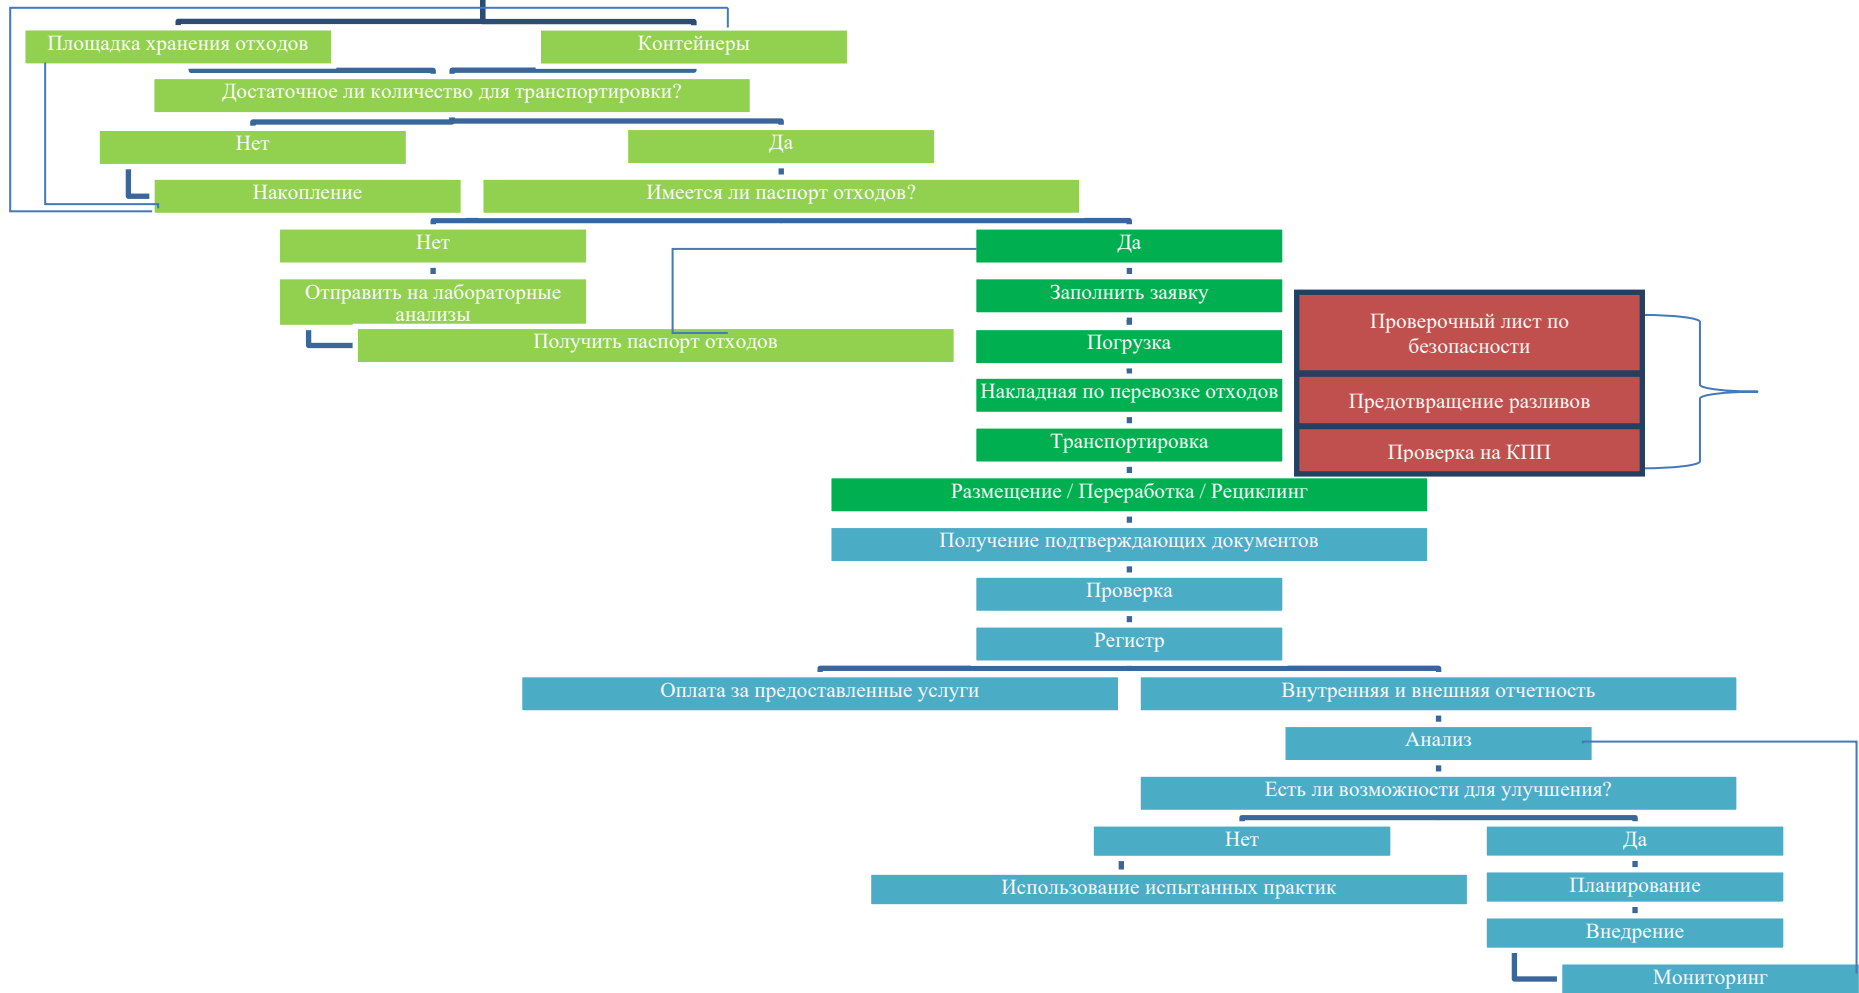 Площадка хранения отходов
Контейнеры
Достаточное ли количество для транспортировки?
Нет
Да
Накопление
Имеется ли паспорт отходов?
Нет
Да
Отправить на лабораторные
анализы
Получить паспорт отходов
Заполнить заявку
Погрузка
Накладная по перевозке отходов
Транспортировка
Проверочный лист по
безопасности
Предотвращение разливов
Проверка на КПП
Размещение / Переработка / Рециклинг
Получение подтверждающих документов
Проверка
Регистр
Оплата за предоставленные услуги
Внутренняя и внешняя отчетность
Анализ
Есть ли возможности для улучшения?
Нет
Да
Использование испытанных практик
Планирование
Внедрение
Мониторинг